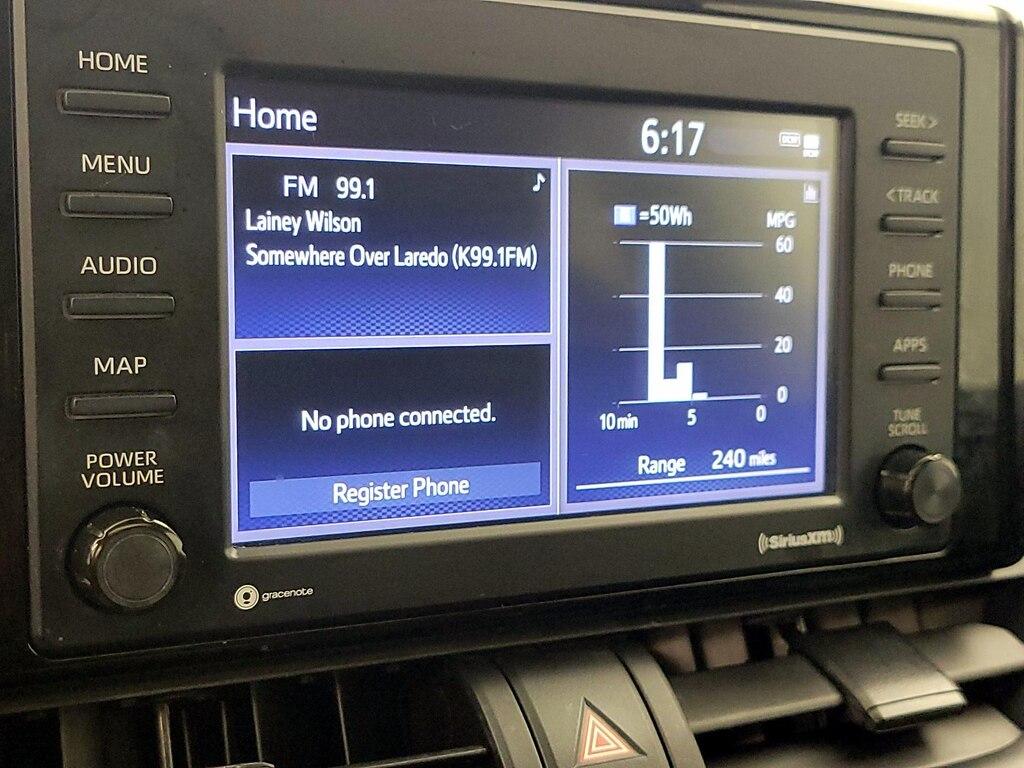 HOME
MENU
AUDIO
MAP
POWER
VOLUME
Home
6:17
FM 99.1
Lainey Wilson
Somewhere Over Laredo (K99.1FM)
No phone connected.
Register Phone
=50Wh
MPG
60
40
20
0
10 min 5 0
Range 240 miles
SEEK >
< TRACK
PHONE
APPS
TUNE
SCROLL
((SiriusXM))
gracenote